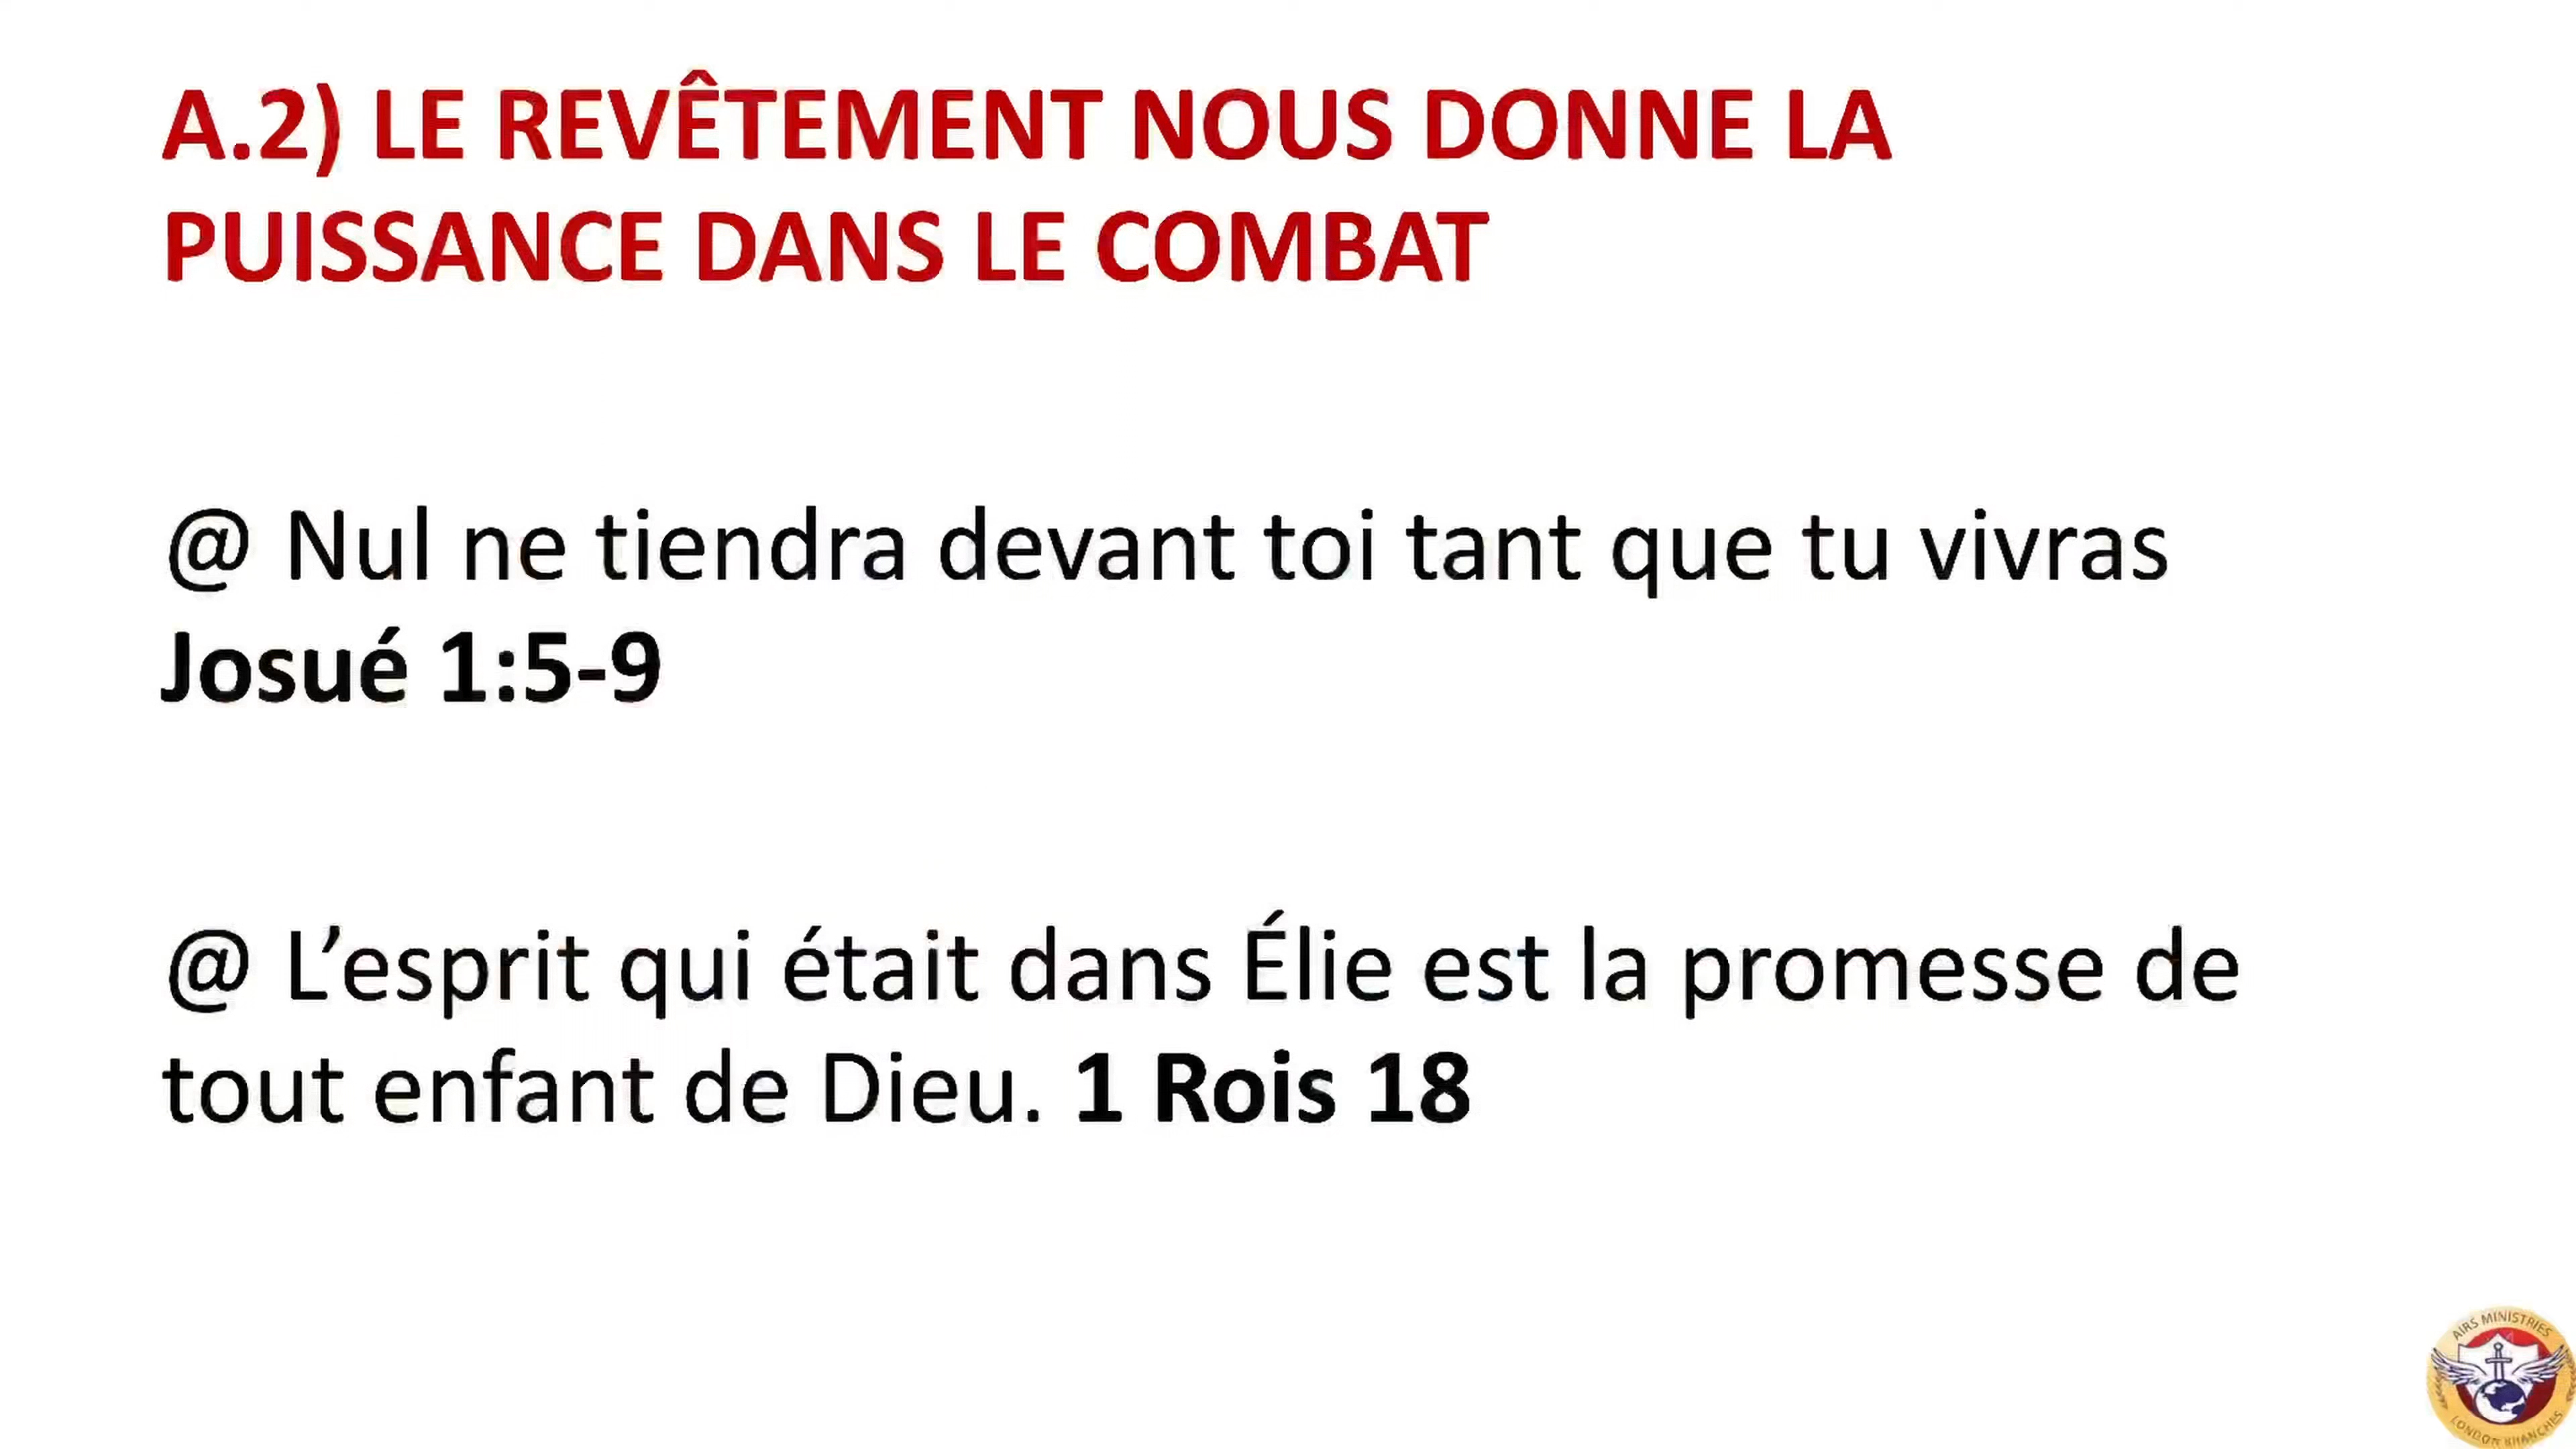 A.2) LE REVÊTEMENT NOUS DONNE LA
PUISSANCE DANS LE COMBAT
@ Nul ne tiendra devant toi tant que tu vivras
Josué 1:5-9
@ L’esprit qui était dans Élie est la promesse de
tout enfant de Dieu. 1 Rois 18
AIRS MINISTRIES
LONDON BRANCHES